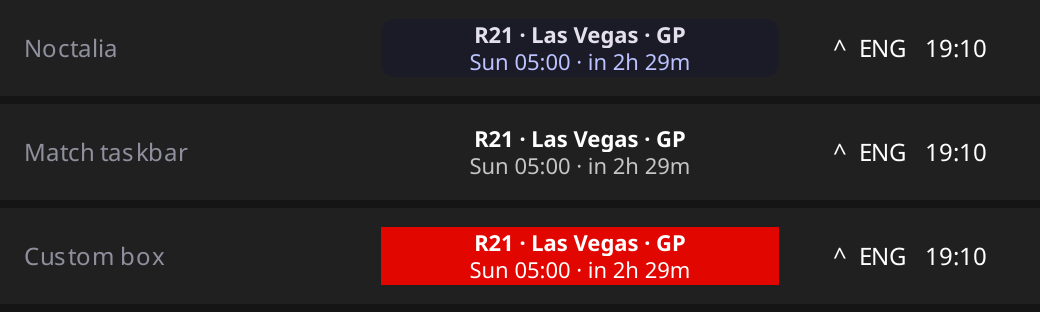 Noctalia
R21 · Las Vegas · GP
Sun 05:00 · in 2h 29m
^ ENG 19:10
Match taskbar
R21 · Las Vegas · GP
Sun 05:00 · in 2h 29m
^ ENG 19:10
Custom box
R21 · Las Vegas · GP
Sun 05:00 · in 2h 29m
^ ENG 19:10